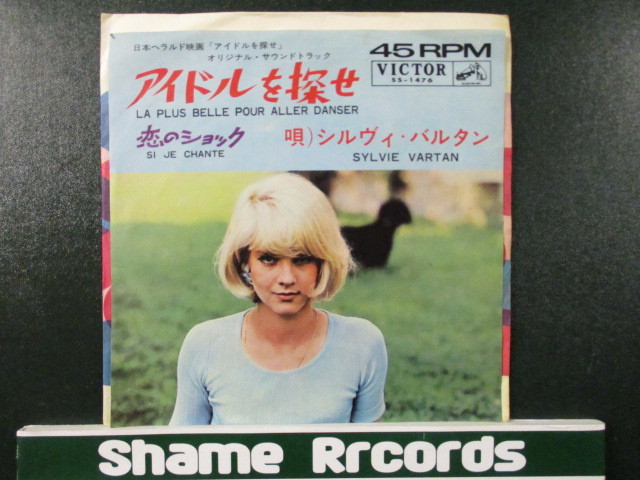 日本ヘラルド映画「アイドルを探せ」
オリジナル・サウンドトラック
45 RPM
VICTOR
SS-1476
アイドルを探せ
LA PLUS BELLE POUR ALLER DANSER
恋のショック
SI JE CHANTE
唄)シルヴィ・バルタン
SYLVIE VARTAN
Shame Rrcords